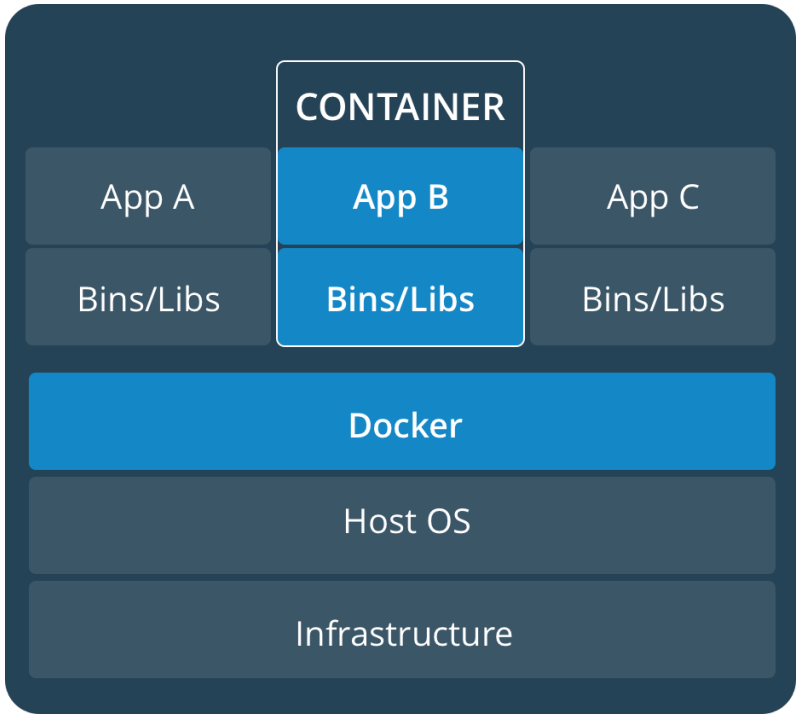 CONTAINER
App A
App B
App C
Bins/Libs
Bins/Libs
Bins/Libs
Docker
Host OS
Infrastructure